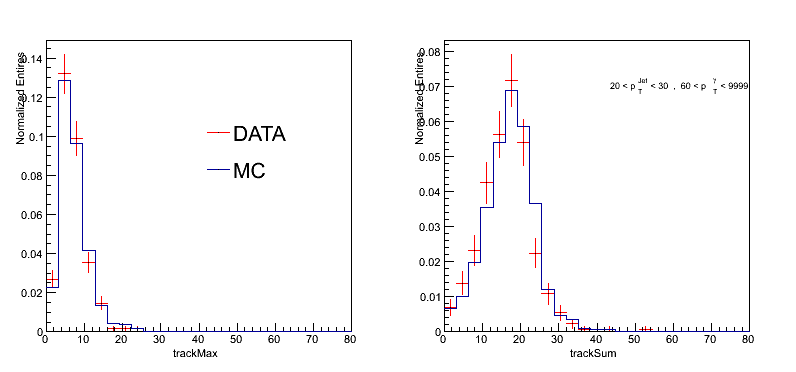 Normalized Entires
0.14
0.12
0.1
0.08
0.06
0.04
0.02
0
0 10 20 30 40 50 60 70 80
trackMax
DATA
MC
Normalized Entires
0.08
0.07
0.06
0.05
0.04
0.03
0.02
0.01
0
0 10 20 30 40 50 60 70 80
trackSum
20 < p T Jet < 30 , 60 < p T γ < 9999